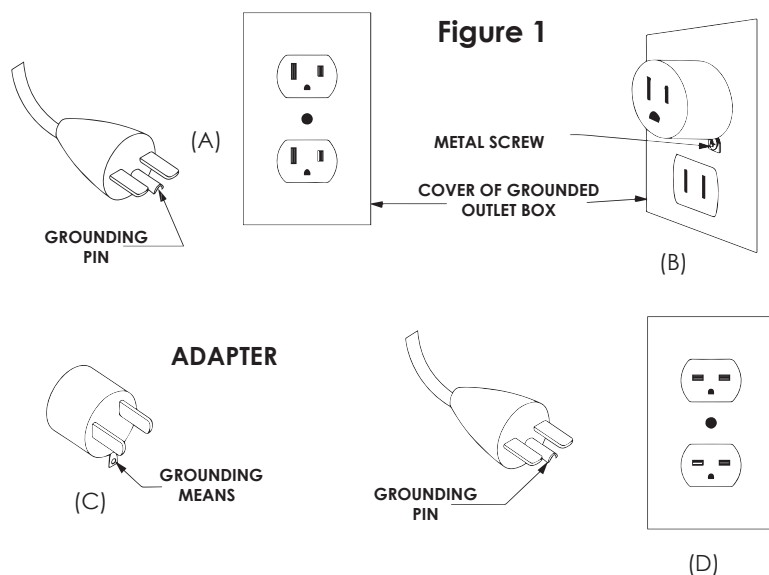 Figure 1
(A)
METAL SCREW
COVER OF GROUNDED
OUTLET BOX
GROUNDING
PIN
(B)
ADAPTER
GROUNDING
MEANS
(C)
GROUNDING
PIN
(D)